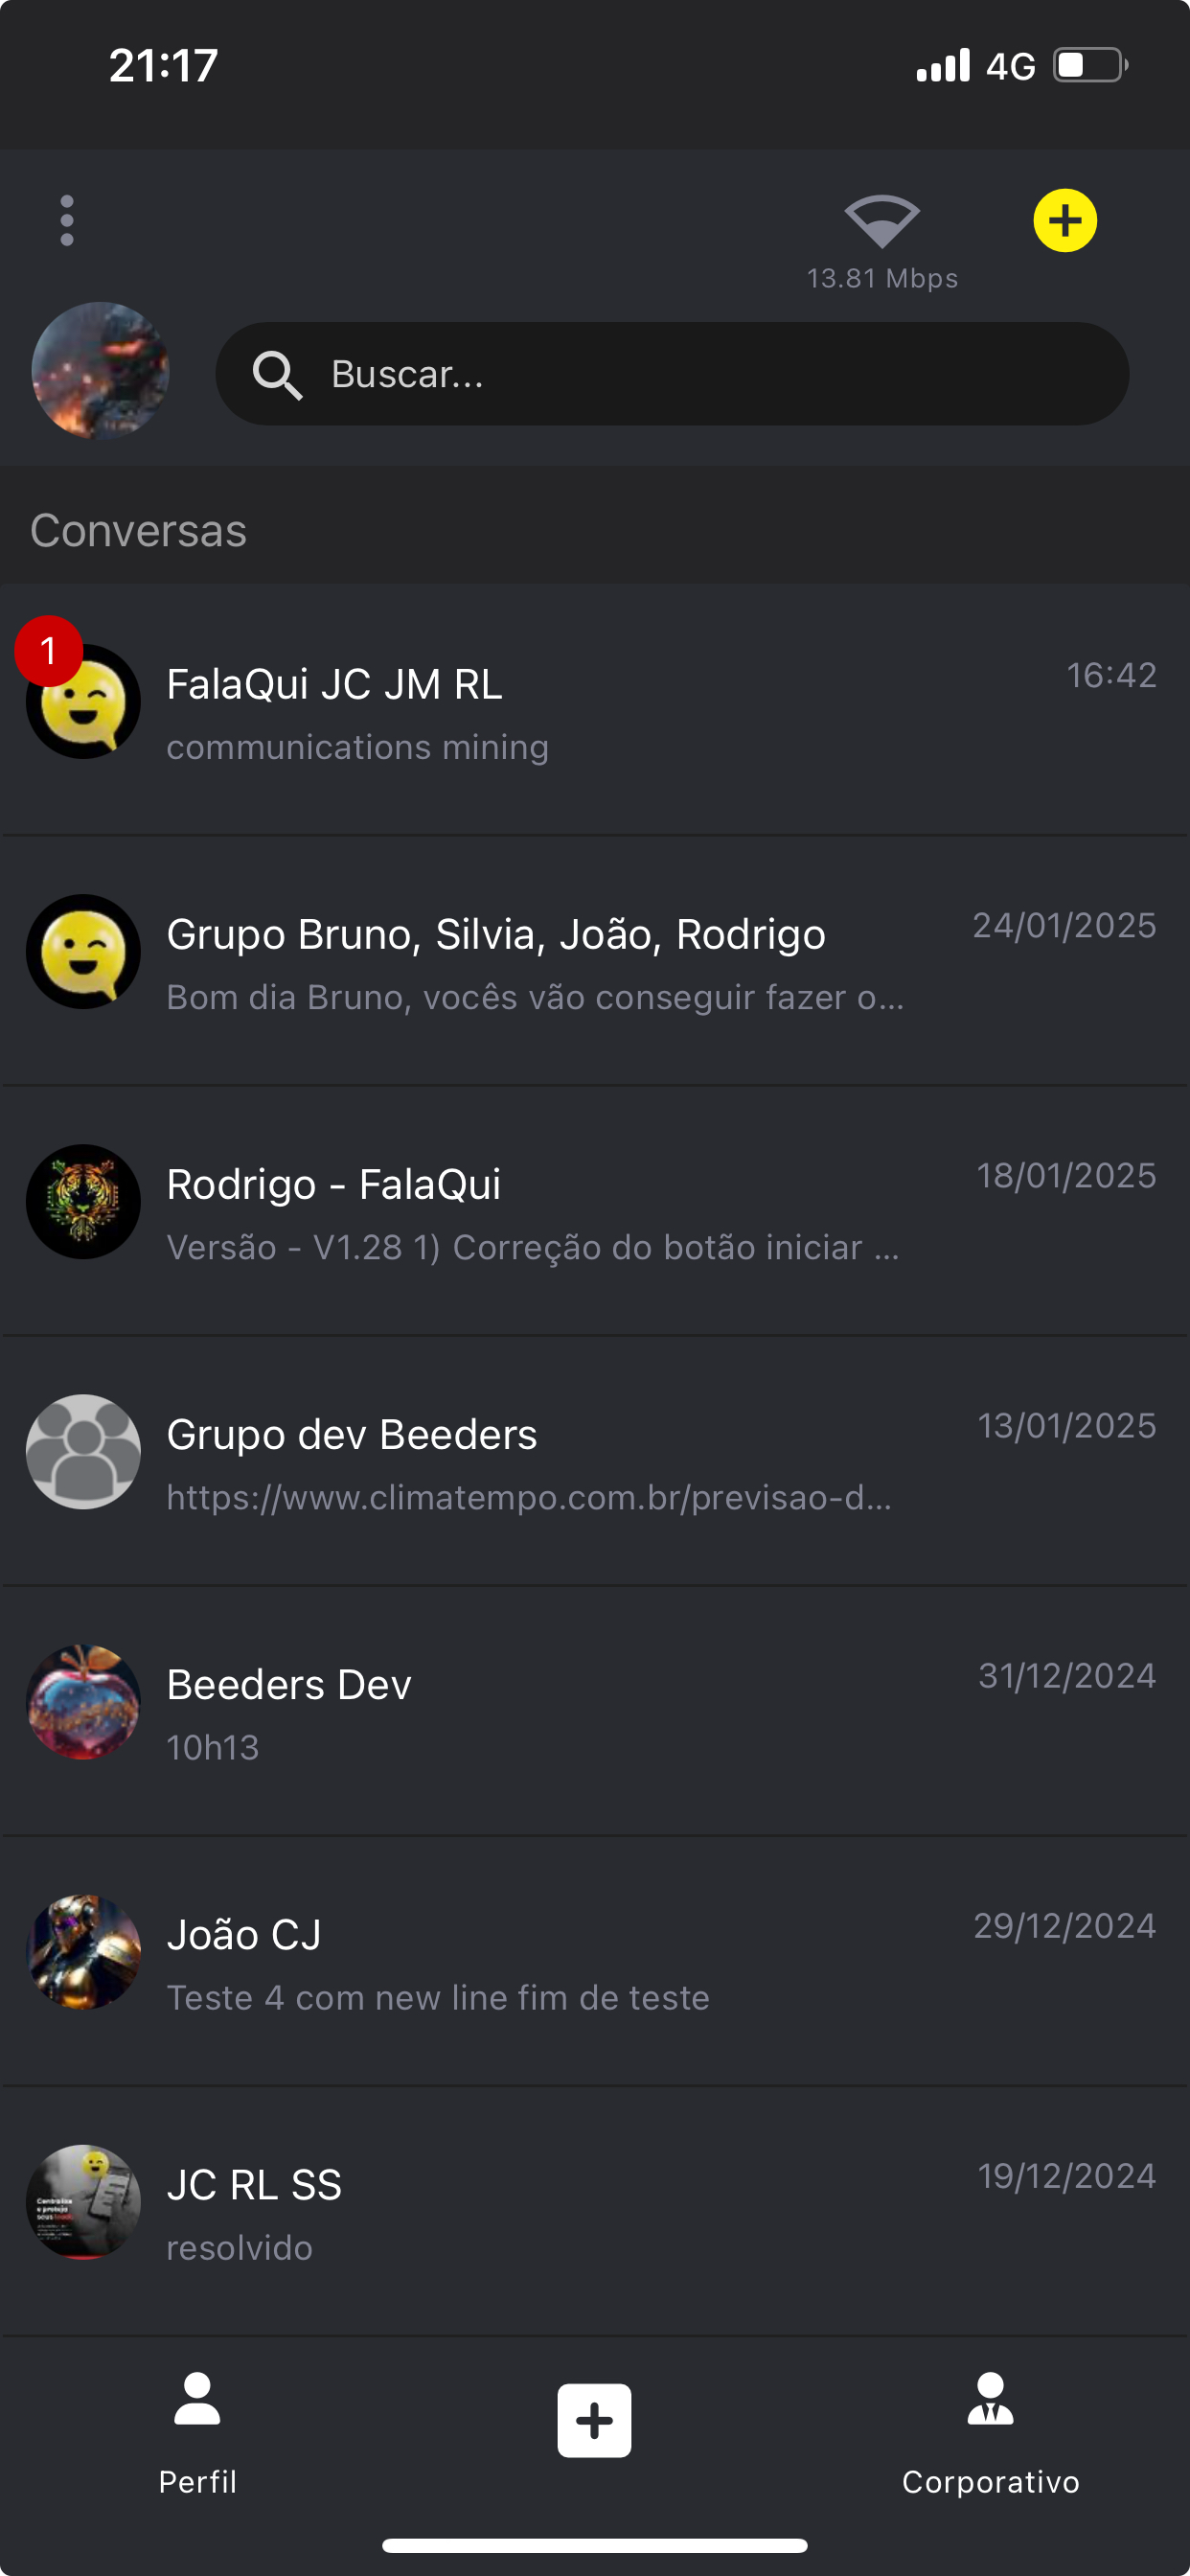 21:17
4G
13.81 Mbps
Buscar...
Conversas
1
FalaQui JC JM RL
16:42
communications mining
Grupo Bruno, Silvia, João, Rodrigo
24/01/2025
Bom dia Bruno, vocês vão conseguir fazer o...
Rodrigo - FalaQui
18/01/2025
Versão - V1.28 1) Correção do botão iniciar ...
Grupo dev Beeders
13/01/2025
https://www.climatempo.com.br/previsao-d...
Beeders Dev
31/12/2024
10h13
João CJ
29/12/2024
Teste 4 com new line fim de teste
JC RL SS
19/12/2024
Centralize
e proteja
seus
resolvido
Perfil
Corporativo